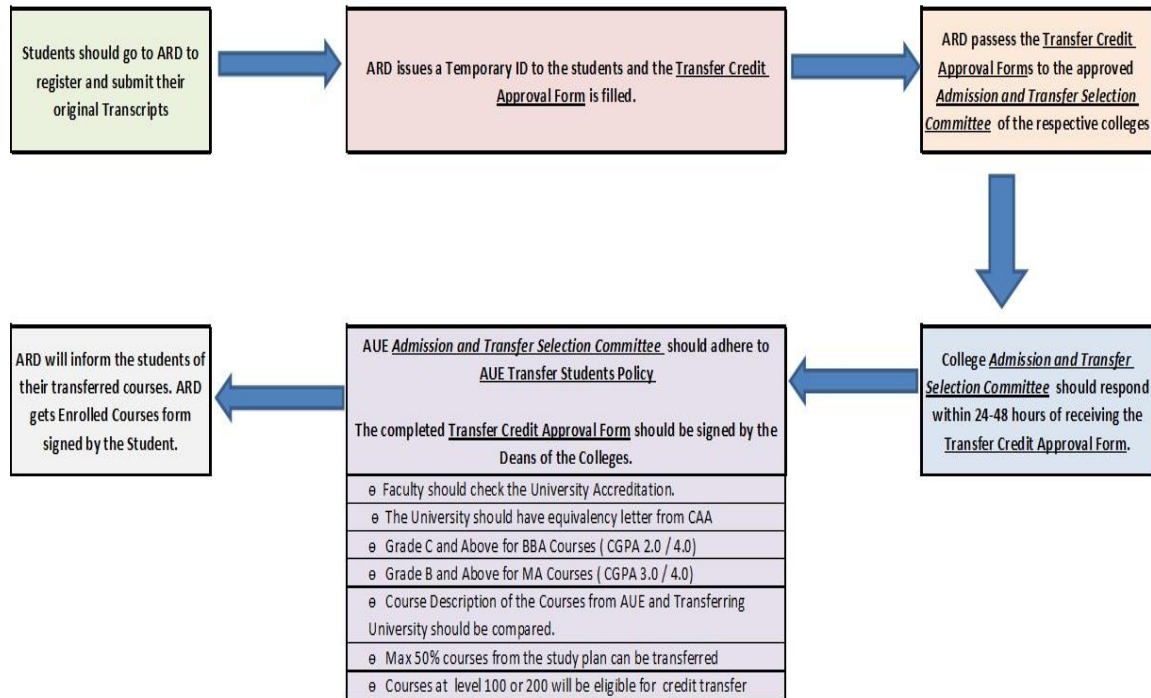 Students should go to ARD to
register and submit their
original Transcripts
ARD issues a Temporary ID to the students and the Transfer Credit
Approval Form is filled.
ARD passess the Transfer Credit
Approval Forms to the approved
Admission and Transfer Selection
Committee of the respective colleges
College Admission and Transfer
Selection Committee should respond
within 24-48 hours of receiving the
Transfer Credit Approval Form.
AUE Admission and Transfer Selection Committee should adhere to
AUE Transfer Students Policy
The completed Transfer Credit Approval Form should be signed by the
Deans of the Colleges.
ɵ Faculty should check the University Accreditation.
ɵ The University should have equivalency letter from CAA
ɵ Grade C and Above for BBA Courses ( CGPA 2.0 / 4.0)
ɵ Grade B and Above for MA Courses ( CGPA 3.0 / 4.0)
ɵ Course Description of the Courses from AUE and Transferring
University should be compared.
ɵ Max 50% courses from the study plan can be transferred
ɵ Courses at level 100 or 200 will be eligible for credit transfer
ARD will inform the students of
their transferred courses. ARD
gets Enrolled Courses form
signed by the Student.